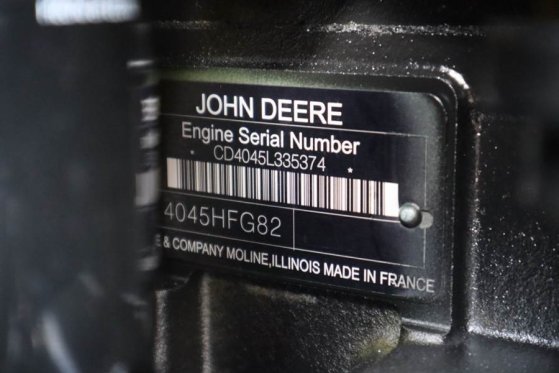 JOHN DEERE
Engine Serial Number
* CD4045L335374 *
4045HFG82
& COMPANY MOLINE, ILLINOIS MADE IN FRANCE